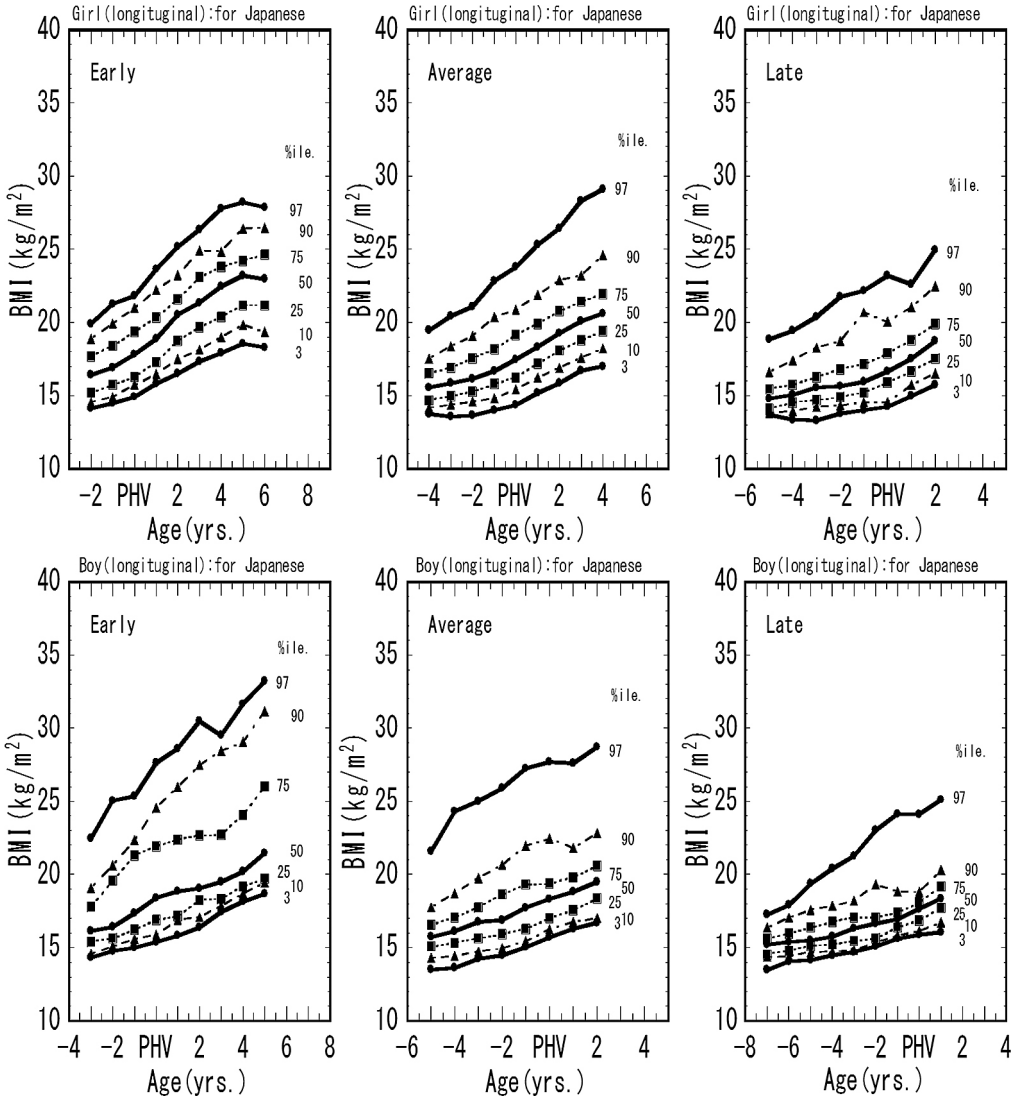 Girl(longituginal):for Japanese
Early
%ile.
97
90
75
50
25
10
3
40
35
30
25
20
15
10
BMI(kg/m²)
-2 PHV 2 4 6 8
Age(yrs.)
Girl(longituginal):for Japanese
Average
%ile.
97
90
75
50
25
10
3
40
35
30
25
20
15
10
BMI(kg/m²)
-4 -2 PHV 2 4 6
Age(yrs.)
Girl(longituginal):for Japanese
Late
%ile.
97
90
75
50
25
10
3
40
35
30
25
20
15
10
BMI(kg/m²)
-6 -4 -2 PHV 2 4
Age(yrs.)
Boy(longituginal):for Japanese
Early
%ile.
97
90
75
50
25
10
3
40
35
30
25
20
15
10
BMI(kg/m²)
-4 -2 PHV 2 4 6 8
Age(yrs.)
Boy(longituginal):for Japanese
Average
%ile.
97
90
75
50
25
10
3
40
35
30
25
20
15
10
BMI(kg/m²)
-6 -4 -2 PHV 2 4
Age(yrs.)
Boy(longituginal):for Japanese
Late
%ile.
97
90
75
50
25
10
3
40
35
30
25
20
15
10
BMI(kg/m²)
-8 -6 -4 -2 PHV 2 4
Age(yrs.)